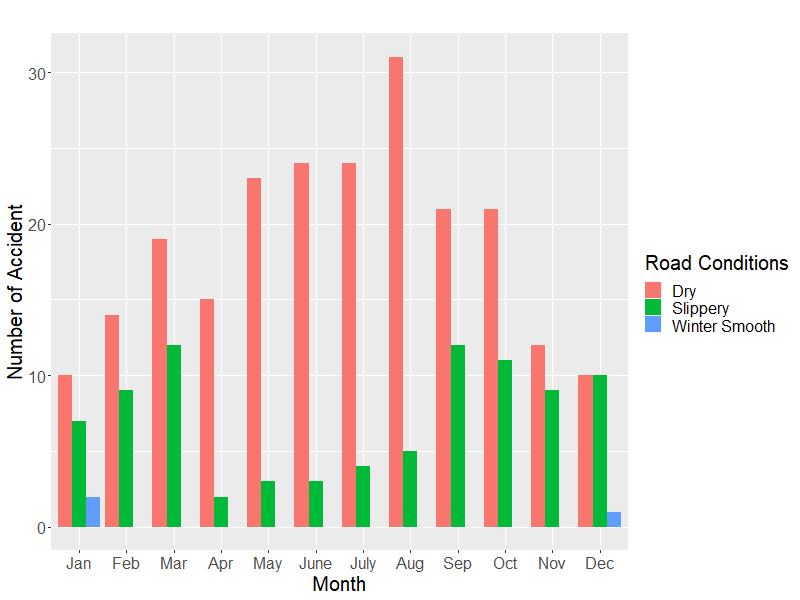 30
20
10
0
Number of Accident
Jan Feb Mar Apr May June July Aug Sep Oct Nov Dec
Month
Road Conditions
Dry
Slippery
Winter Smooth